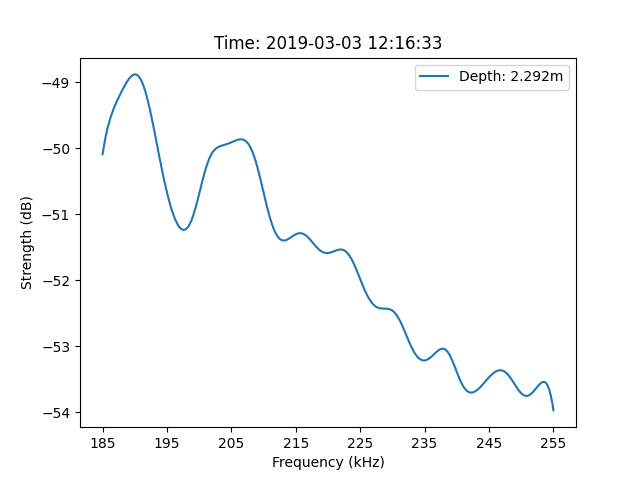 Time: 2019-03-03 12:16:33
Depth: 2.292m
−49
−50
−51
−52
−53
−54
Strength (dB)
185 195 205 215 225 235 245 255
Frequency (kHz)